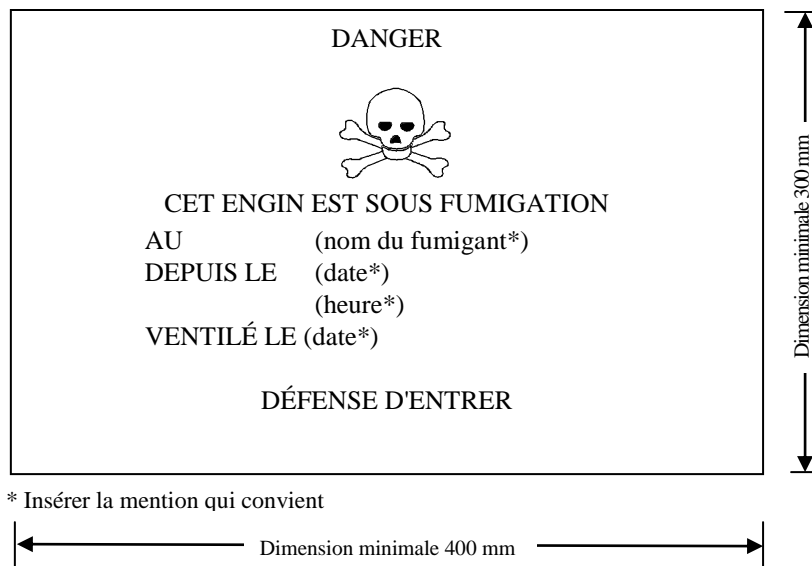 DANGER
CET ENGIN EST SOUS FUMIGATION
AU (nom du fumigant*)
DEPUIS LE (date*)
(heure*)
VENTILÉ LE (date*)
DÉFENSE D'ENTRER
Dimension minimale 300 mm
* Insérer la mention qui convient
Dimension minimale 400 mm